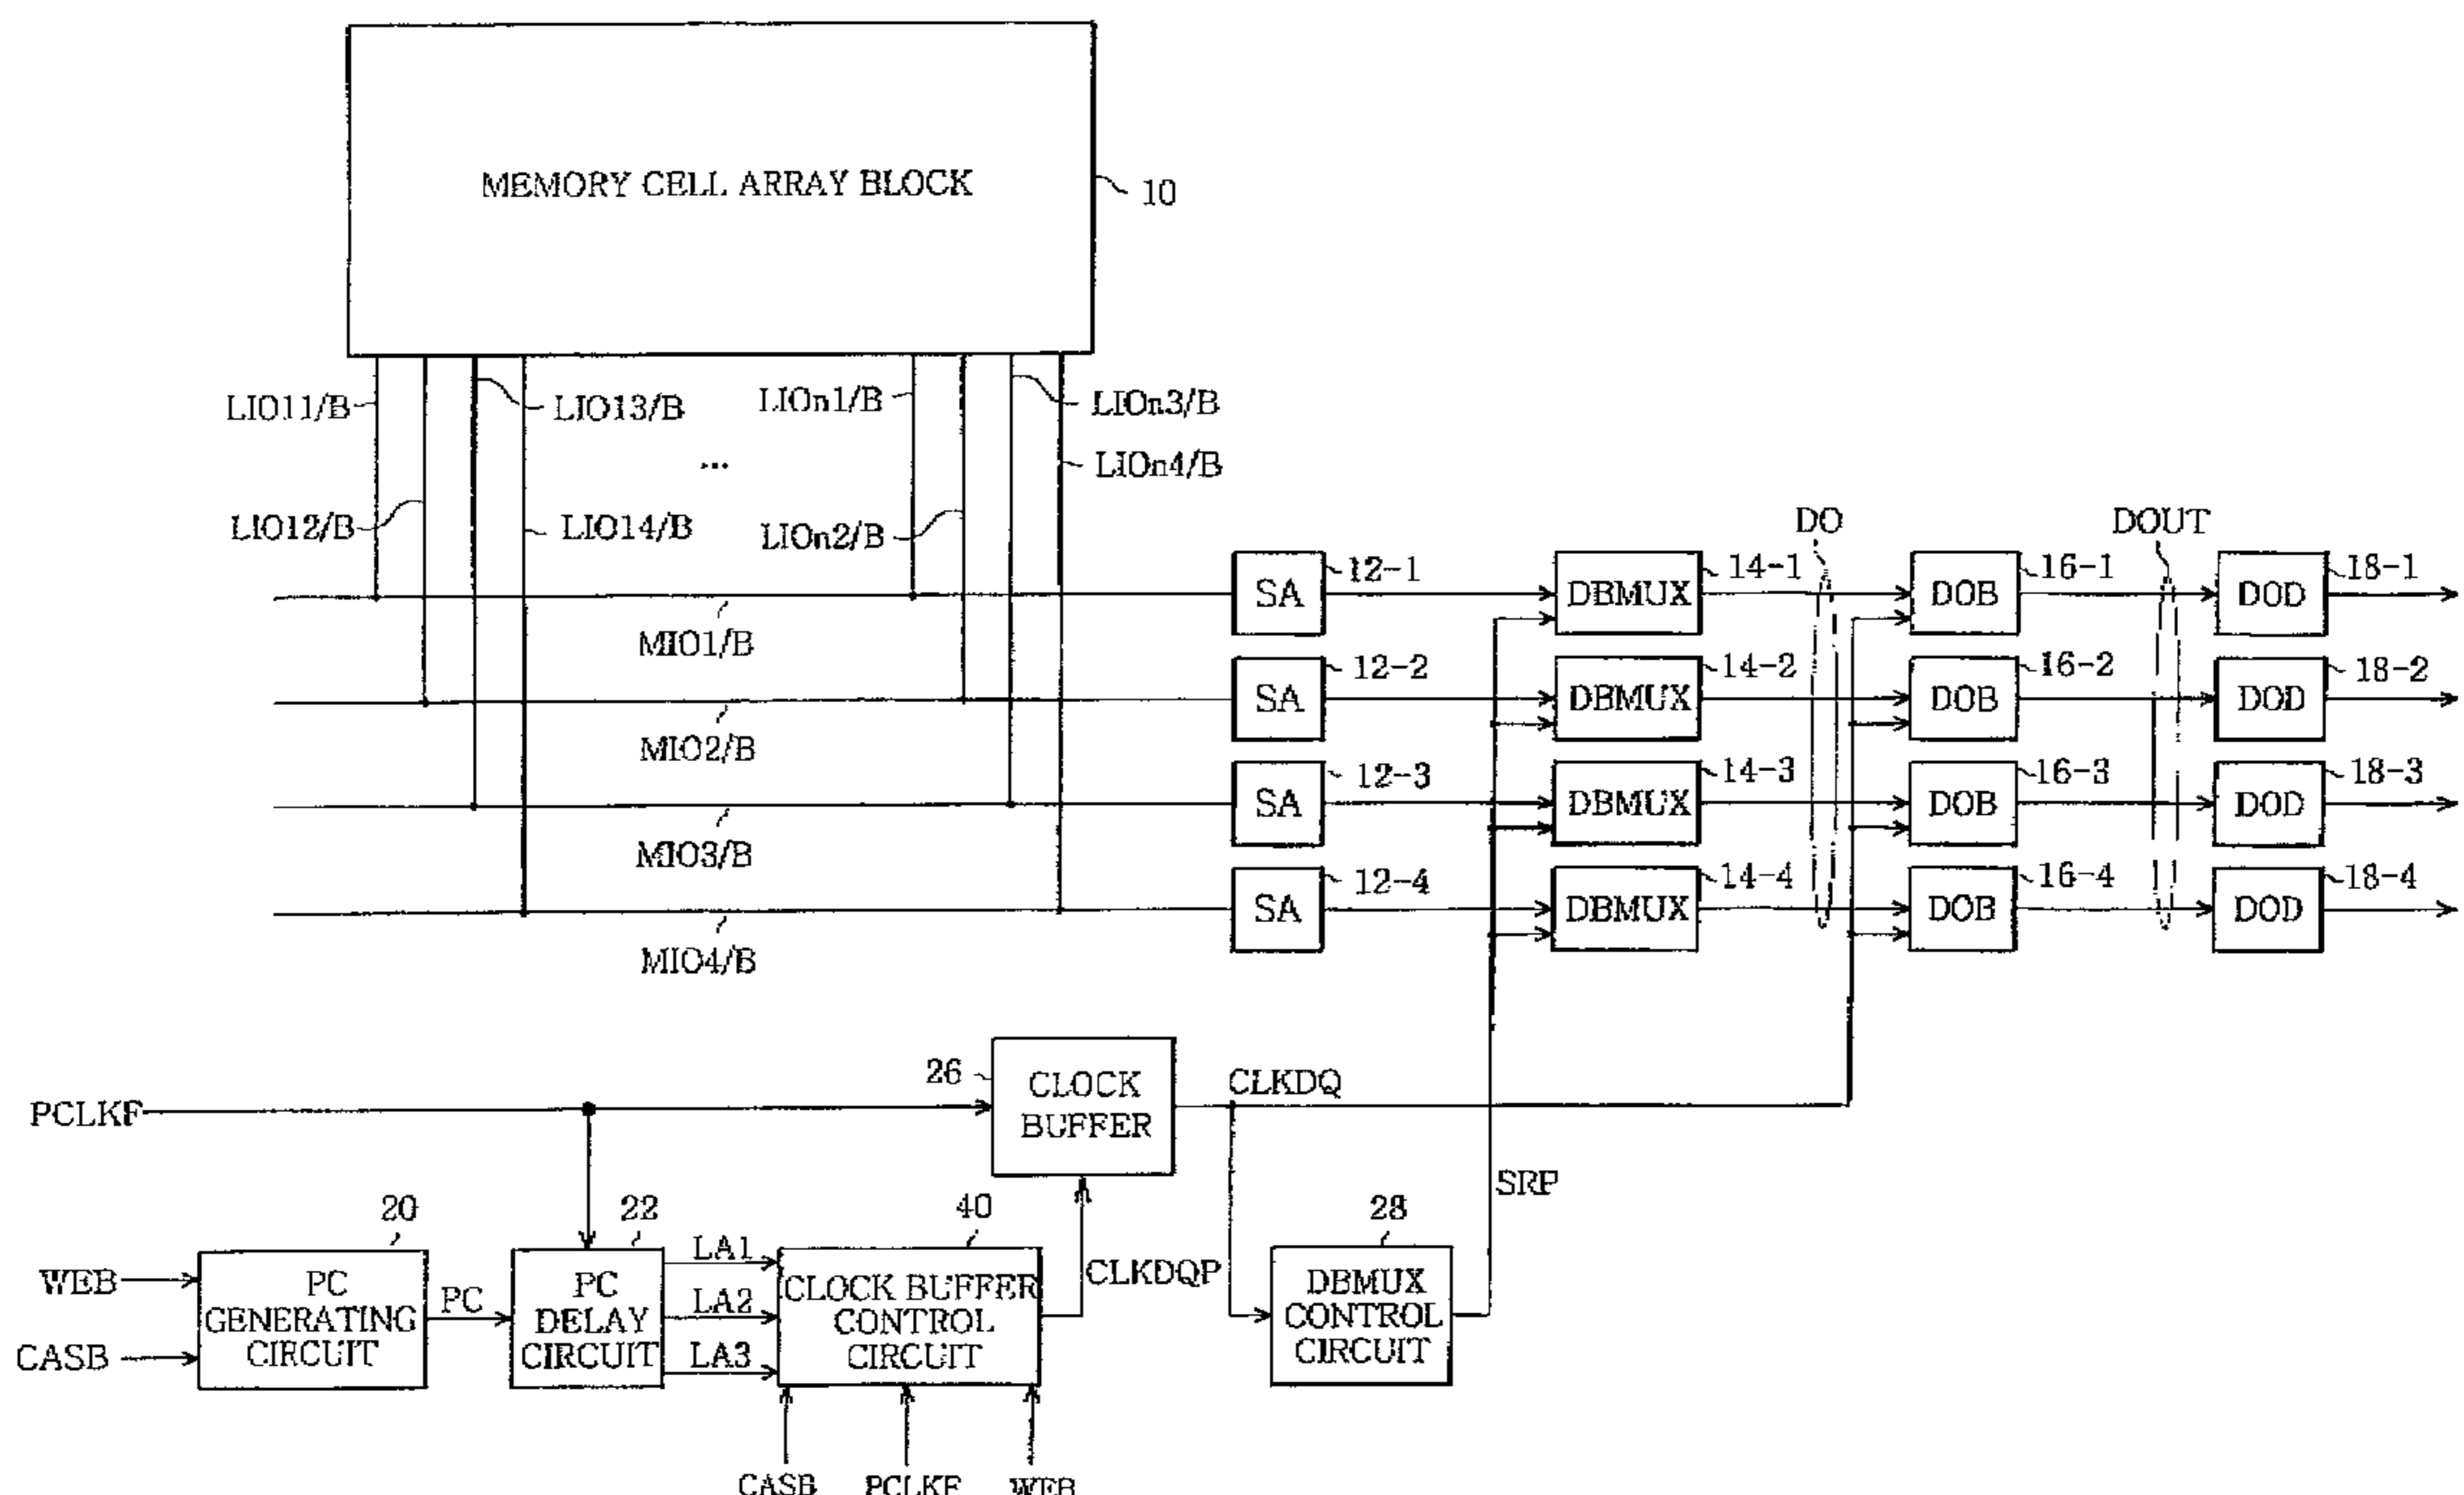 MEMORY CELL ARRAY BLOCK
10
LIO11/B
LIO13/B
LIOn1/B
LIOn3/B
...
LIOn4/B
LIO12/B
LIO14/B
LIOn2/B
DO
DOUT
SA
12-1
DBMUX
14-1
DOB
16-1
DOD
18-1
MIO1/B
SA
12-2
DBMUX
14-2
DOB
16-2
DOD
18-2
MIO2/B
SA
12-3
DBMUX
14-3
DOB
16-3
DOD
18-3
MIO3/B
SA
12-4
DBMUX
14-4
DOB
16-4
DOD
18-4
MIO4/B
PCLKF
26
CLOCK
BUFFER
CLKDQ
SRP
20
22
40
28
WEB
CASB
PC
GENERATING
CIRCUIT
PC
PC
DELAY
CIRCUIT
LA1
LA2
LA3
CLOCK BUFFER
CONTROL
CIRCUIT
CLKDQP
DBMUX
CONTROL
CIRCUIT
CASB
PCLKF
WEB